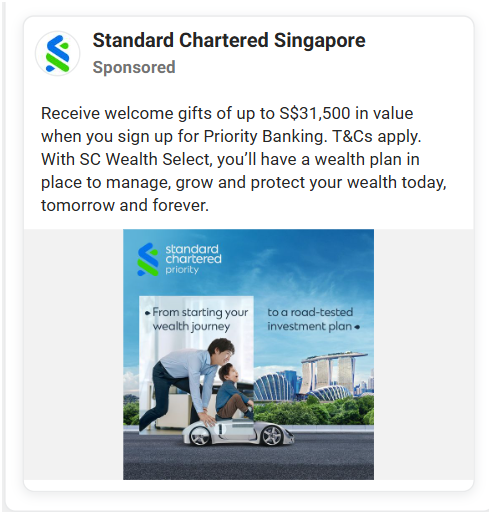 Standard Chartered Singapore
Sponsored
Receive welcome gifts of up to S$31,500 in value
when you sign up for Priority Banking. T&Cs apply.
With SC Wealth Select, you’ll have a wealth plan in
place to manage, grow and protect your wealth today,
tomorrow and forever.
standard
chartered
priority
From starting your
wealth journey
to a road-tested
investment plan